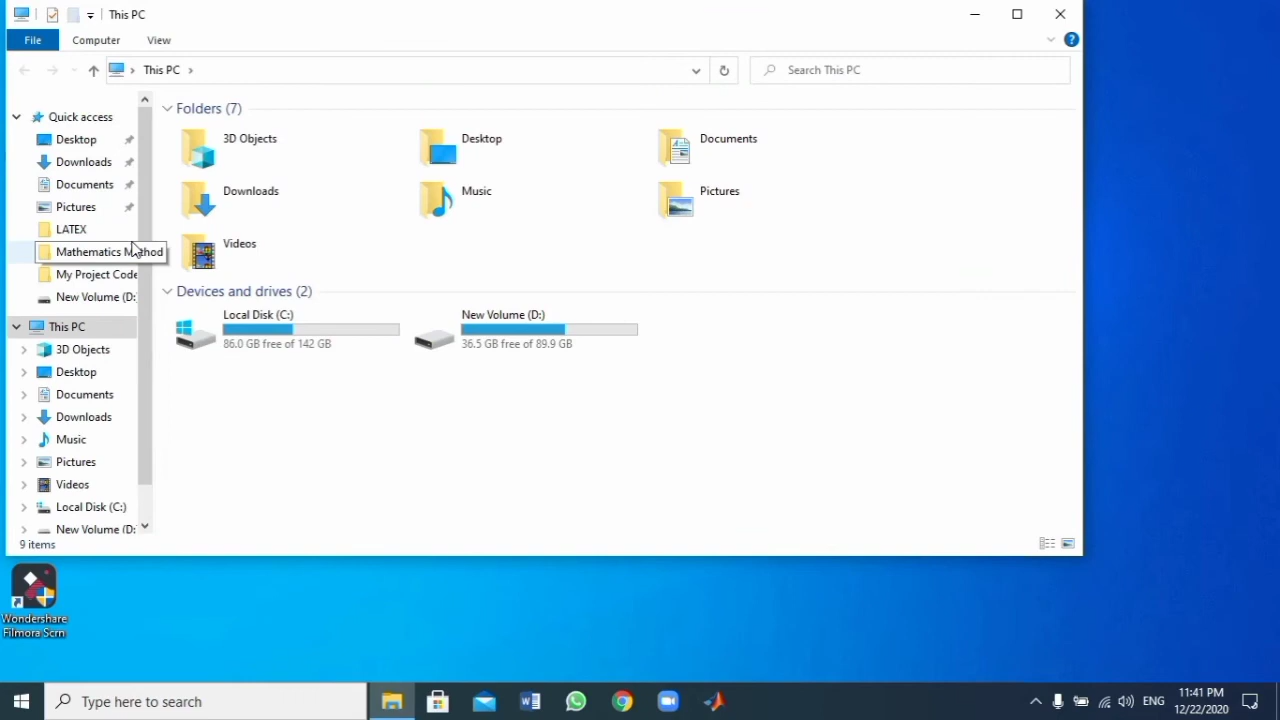 This PC
File
Computer
View
This PC
Search This PC
Quick access
Desktop
Downloads
Documents
Pictures
LATEX
Mathematics Method
My Project Code
New Volume (D:
This PC
3D Objects
Desktop
Documents
Downloads
Music
Pictures
Videos
Local Disk (C:)
New Volume (D:
9 items
Folders (7)
3D Objects
Desktop
Documents
Downloads
Music
Pictures
Videos
Devices and drives (2)
Local Disk (C:)
86.0 GB free of 142 GB
New Volume (D:)
36.5 GB free of 89.9 GB
Wondershare
Filmora Scrn
Type here to search
ENG
11:41 PM
12/22/2020